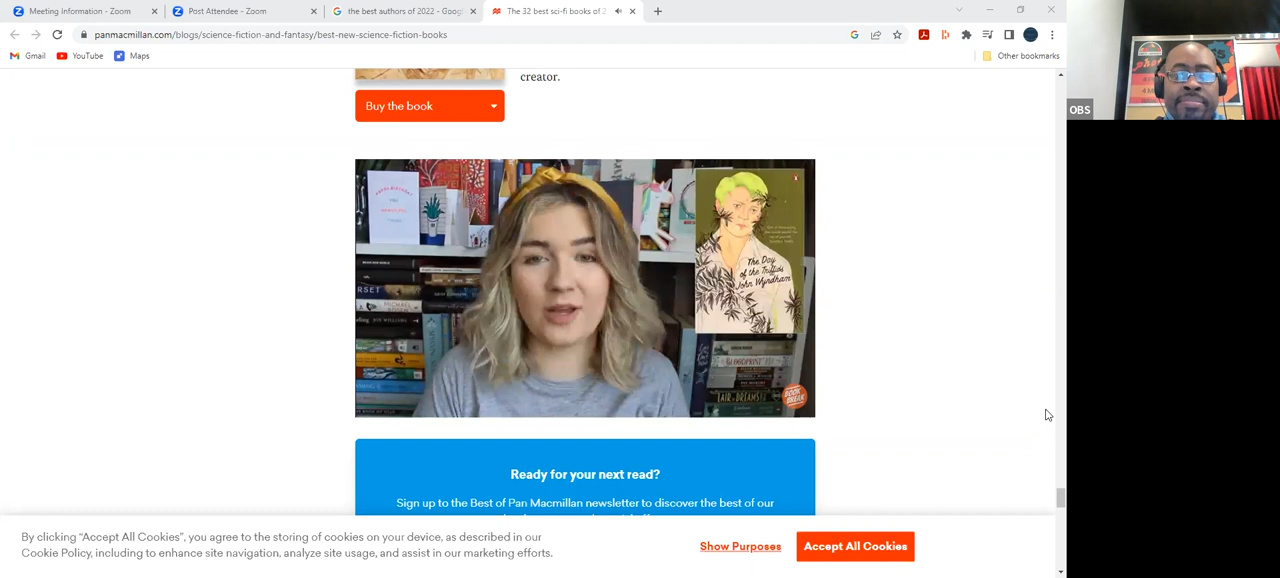 Meeting Information - Zoom
Post Attendee - Zoom
the best authors of 2022 - Goog
The 32 best sci-fi books of 2
panmacmillan.com/blogs/science-fiction-and-fantasy/best-new-science-fiction-books
Gmail
YouTube
Maps
Other bookmarks
OBS
creator.
Buy the book
The Day
of the Triffids
John Wyndham
BOOK
BREAK
Ready for your next read?
Sign up to the Best of Pan Macmillan newsletter to discover the best of our
By clicking “Accept All Cookies”, you agree to the storing of cookies on your device, as described in our
Cookie Policy, including to enhance site navigation, analyze site usage, and assist in our marketing efforts.
Show Purposes
Accept All Cookies